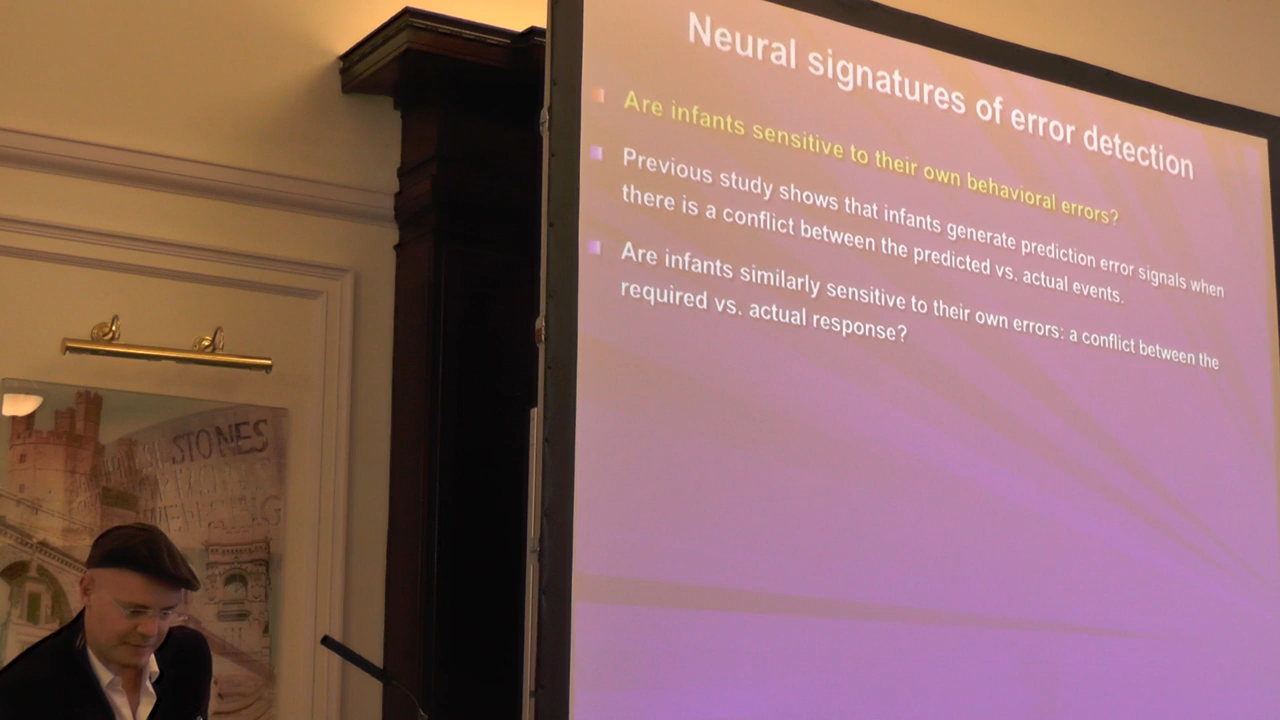 Neural signatures of error detection
Are infants sensitive to their own behavioral errors?
Previous study shows that infants generate prediction error signals when
there is a conflict between the predicted vs. actual events.
Are infants similarly sensitive to their own errors: a conflict between the
required vs. actual response?
STONES